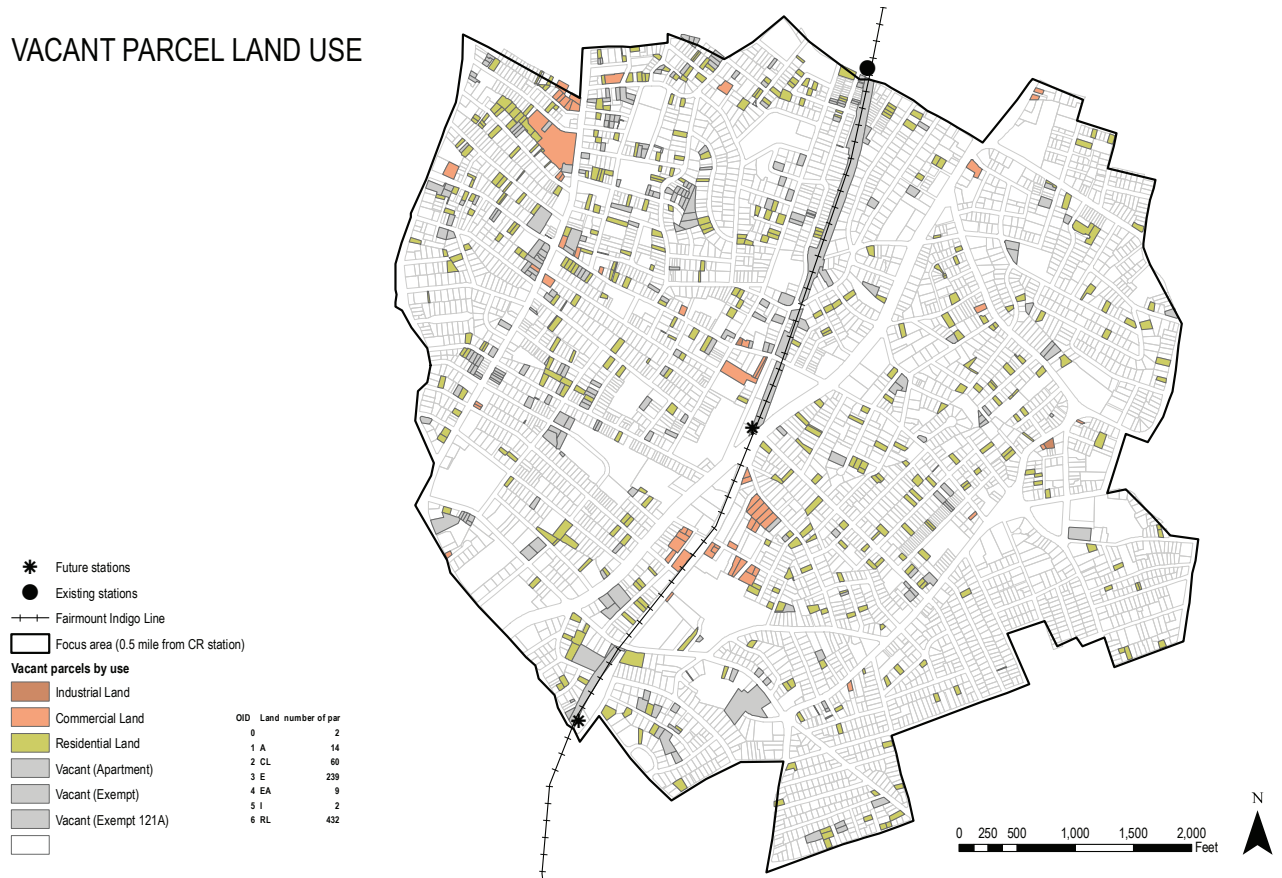 VACANT PARCEL LAND USE
Future stations
Existing stations
Fairmount Indigo Line
Focus area (0.5 mile from CR station)
Vacant parcels by use
Industrial Land
Commercial Land
Residential Land
Vacant (Apartment)
Vacant (Exempt)
Vacant (Exempt 121A)
OID Land number of par
0 2
1 A 14
2 CL 60
3 E 239
4 EA 9
5 I 2
6 RL 432
0 250 500 1,000 1,500 2,000
Feet
N